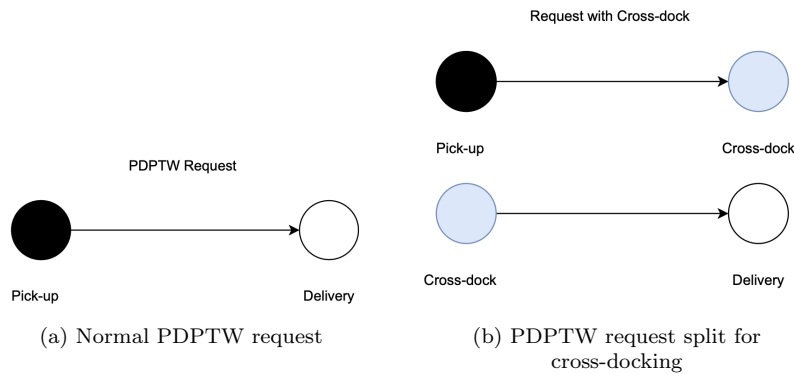 PDPTW Request
Pick-up
Delivery
(a) Normal PDPTW request
Request with Cross-dock
Pick-up
Cross-dock
Cross-dock
Delivery
(b) PDPTW request split for
cross-docking